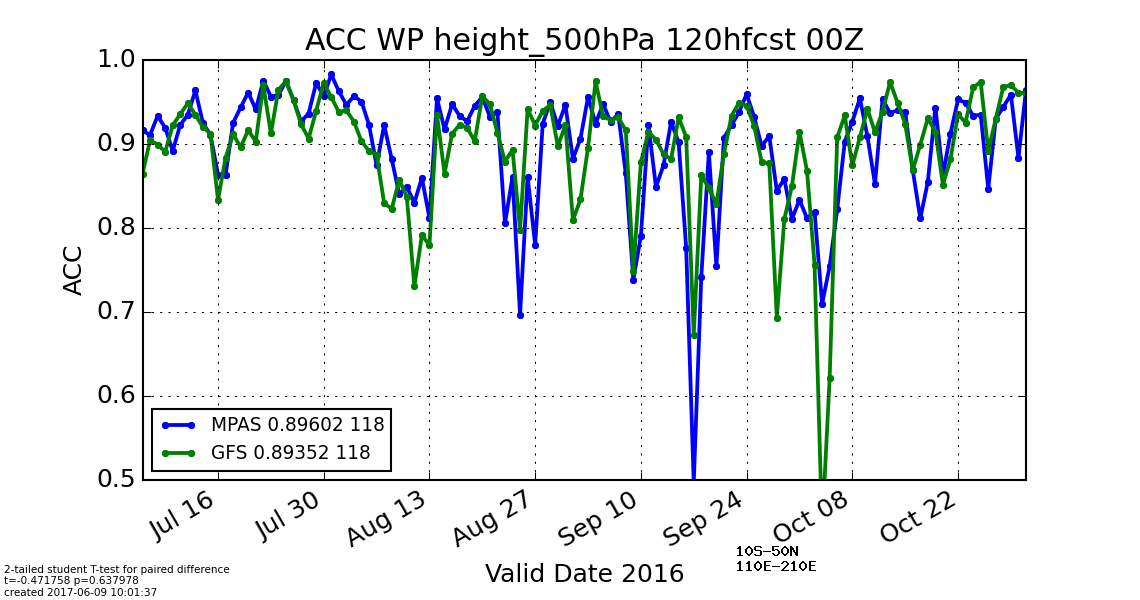 ACC WP height_500hPa 120hfcst 00Z
1.0
0.9
0.8
0.7
0.6
0.5
ACC
MPAS 0.89602 118
GFS 0.89352 118
Jul 16
Jul 30
Aug 13
Aug 27
Sep 10
Sep 24
Oct 08
Oct 22
Valid Date 2016
10S-50N
110E-210E
2-tailed student T-test for paired difference
t=-0.471758 p=0.637978
created 2017-06-09 10:01:37